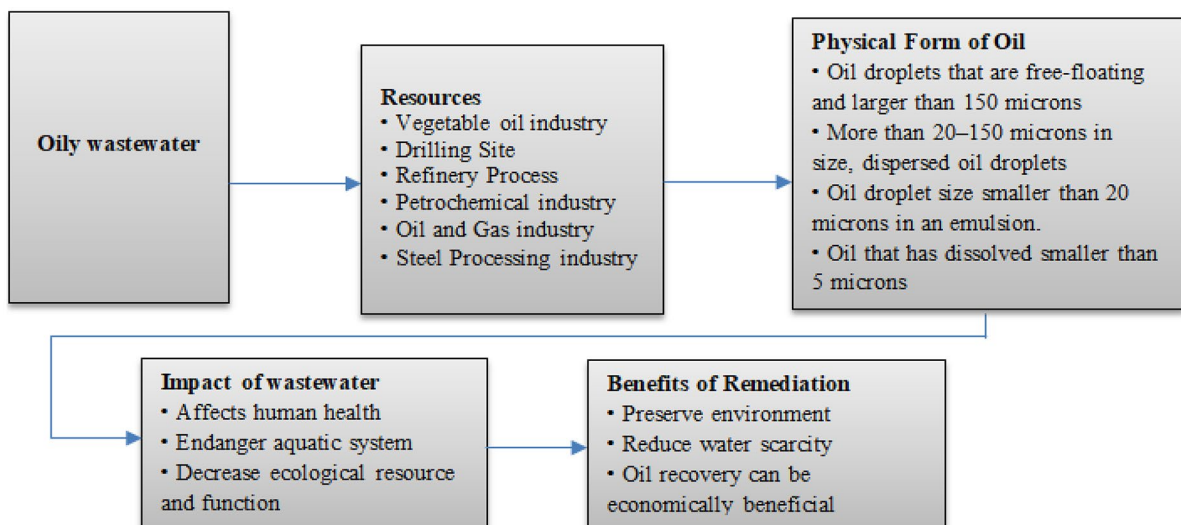 Oily wastewater
Resources
• Vegetable oil industry
• Drilling Site
• Refinery Process
• Petrochemical industry
• Oil and Gas industry
• Steel Processing industry
Physical Form of Oil
• Oil droplets that are free-floating
and larger than 150 microns
• More than 20–150 microns in
size, dispersed oil droplets
• Oil droplet size smaller than 20
microns in an emulsion.
• Oil that has dissolved smaller than
5 microns
Impact of wastewater
• Affects human health
• Endanger aquatic system
• Decrease ecological resource
and function
Benefits of Remediation
• Preserve environment
• Reduce water scarcity
• Oil recovery can be
economically beneficial